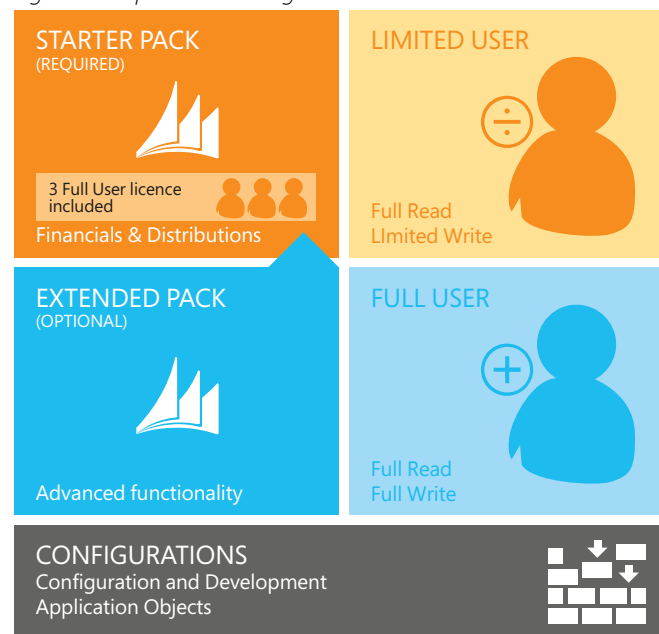 STARTER PACK
(REQUIRED)
3 Full User licence
included
Financials & Distributions
LIMITED USER
Full Read
LImited Write
EXTENDED PACK
(OPTIONAL)
Advanced functionality
FULL USER
Full Read
Full Write
CONFIGURATIONS
Configuration and Development
Application Objects